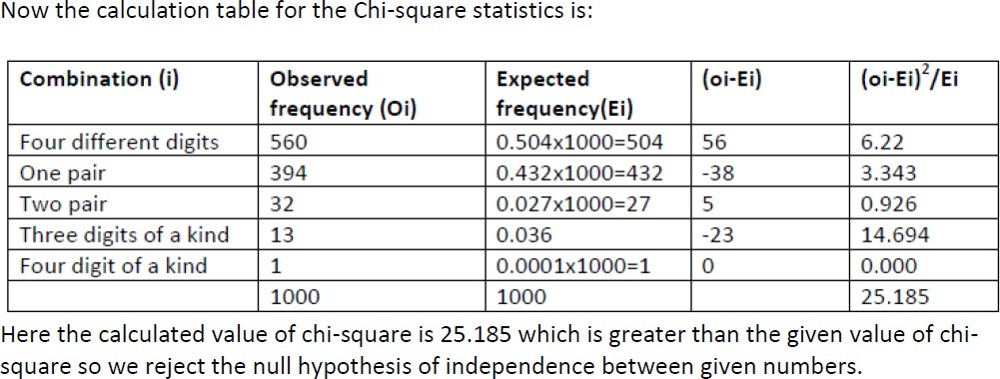 Now the calculation table for the Chi-square statistics is:
Combination (i) Observed frequency (Oi) Expected frequency(Ei) (oi-Ei) (oi-Ei)²/Ei
Four different digits 560 0.504x1000=504 56 6.22
One pair 394 0.432x1000=432 -38 3.343
Two pair 32 0.027x1000=27 5 0.926
Three digits of a kind 13 0.036 -23 14.694
Four digit of a kind 1 0.0001x1000=1 0 0.000
1000 1000 25.185
Here the calculated value of chi-square is 25.185 which is greater than the given value of chi-
square so we reject the null hypothesis of independence between given numbers.